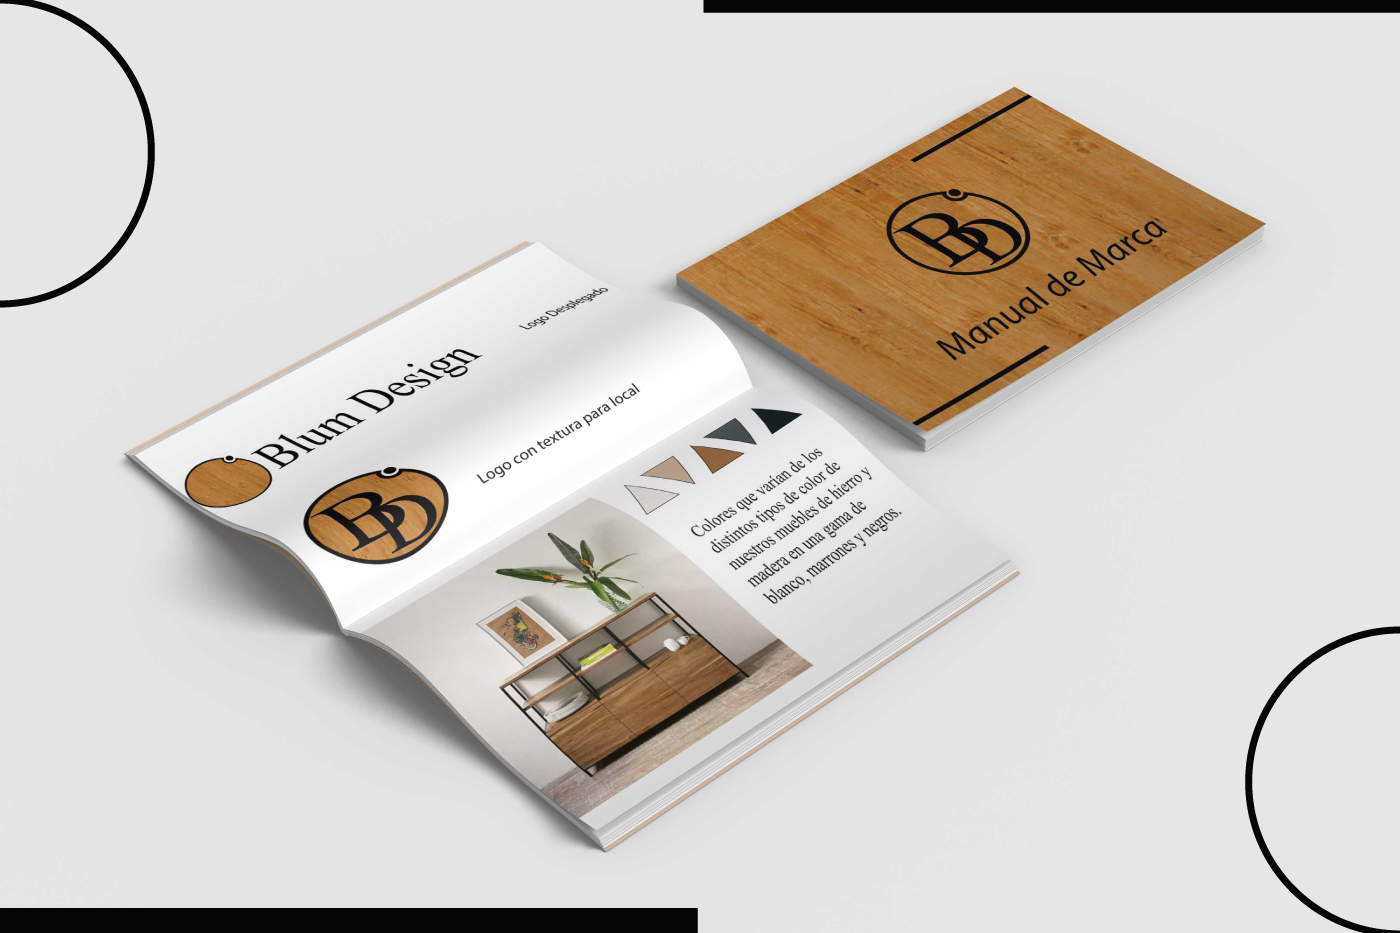 Logo Desplegado
Blum Design
Logo con textura para local
BD
Colores que varían de los
distintos tipos de color de
nuestros muebles de hierro y
madera en una gama de
blanco, marrones y negros.
BD
Manual de Marca